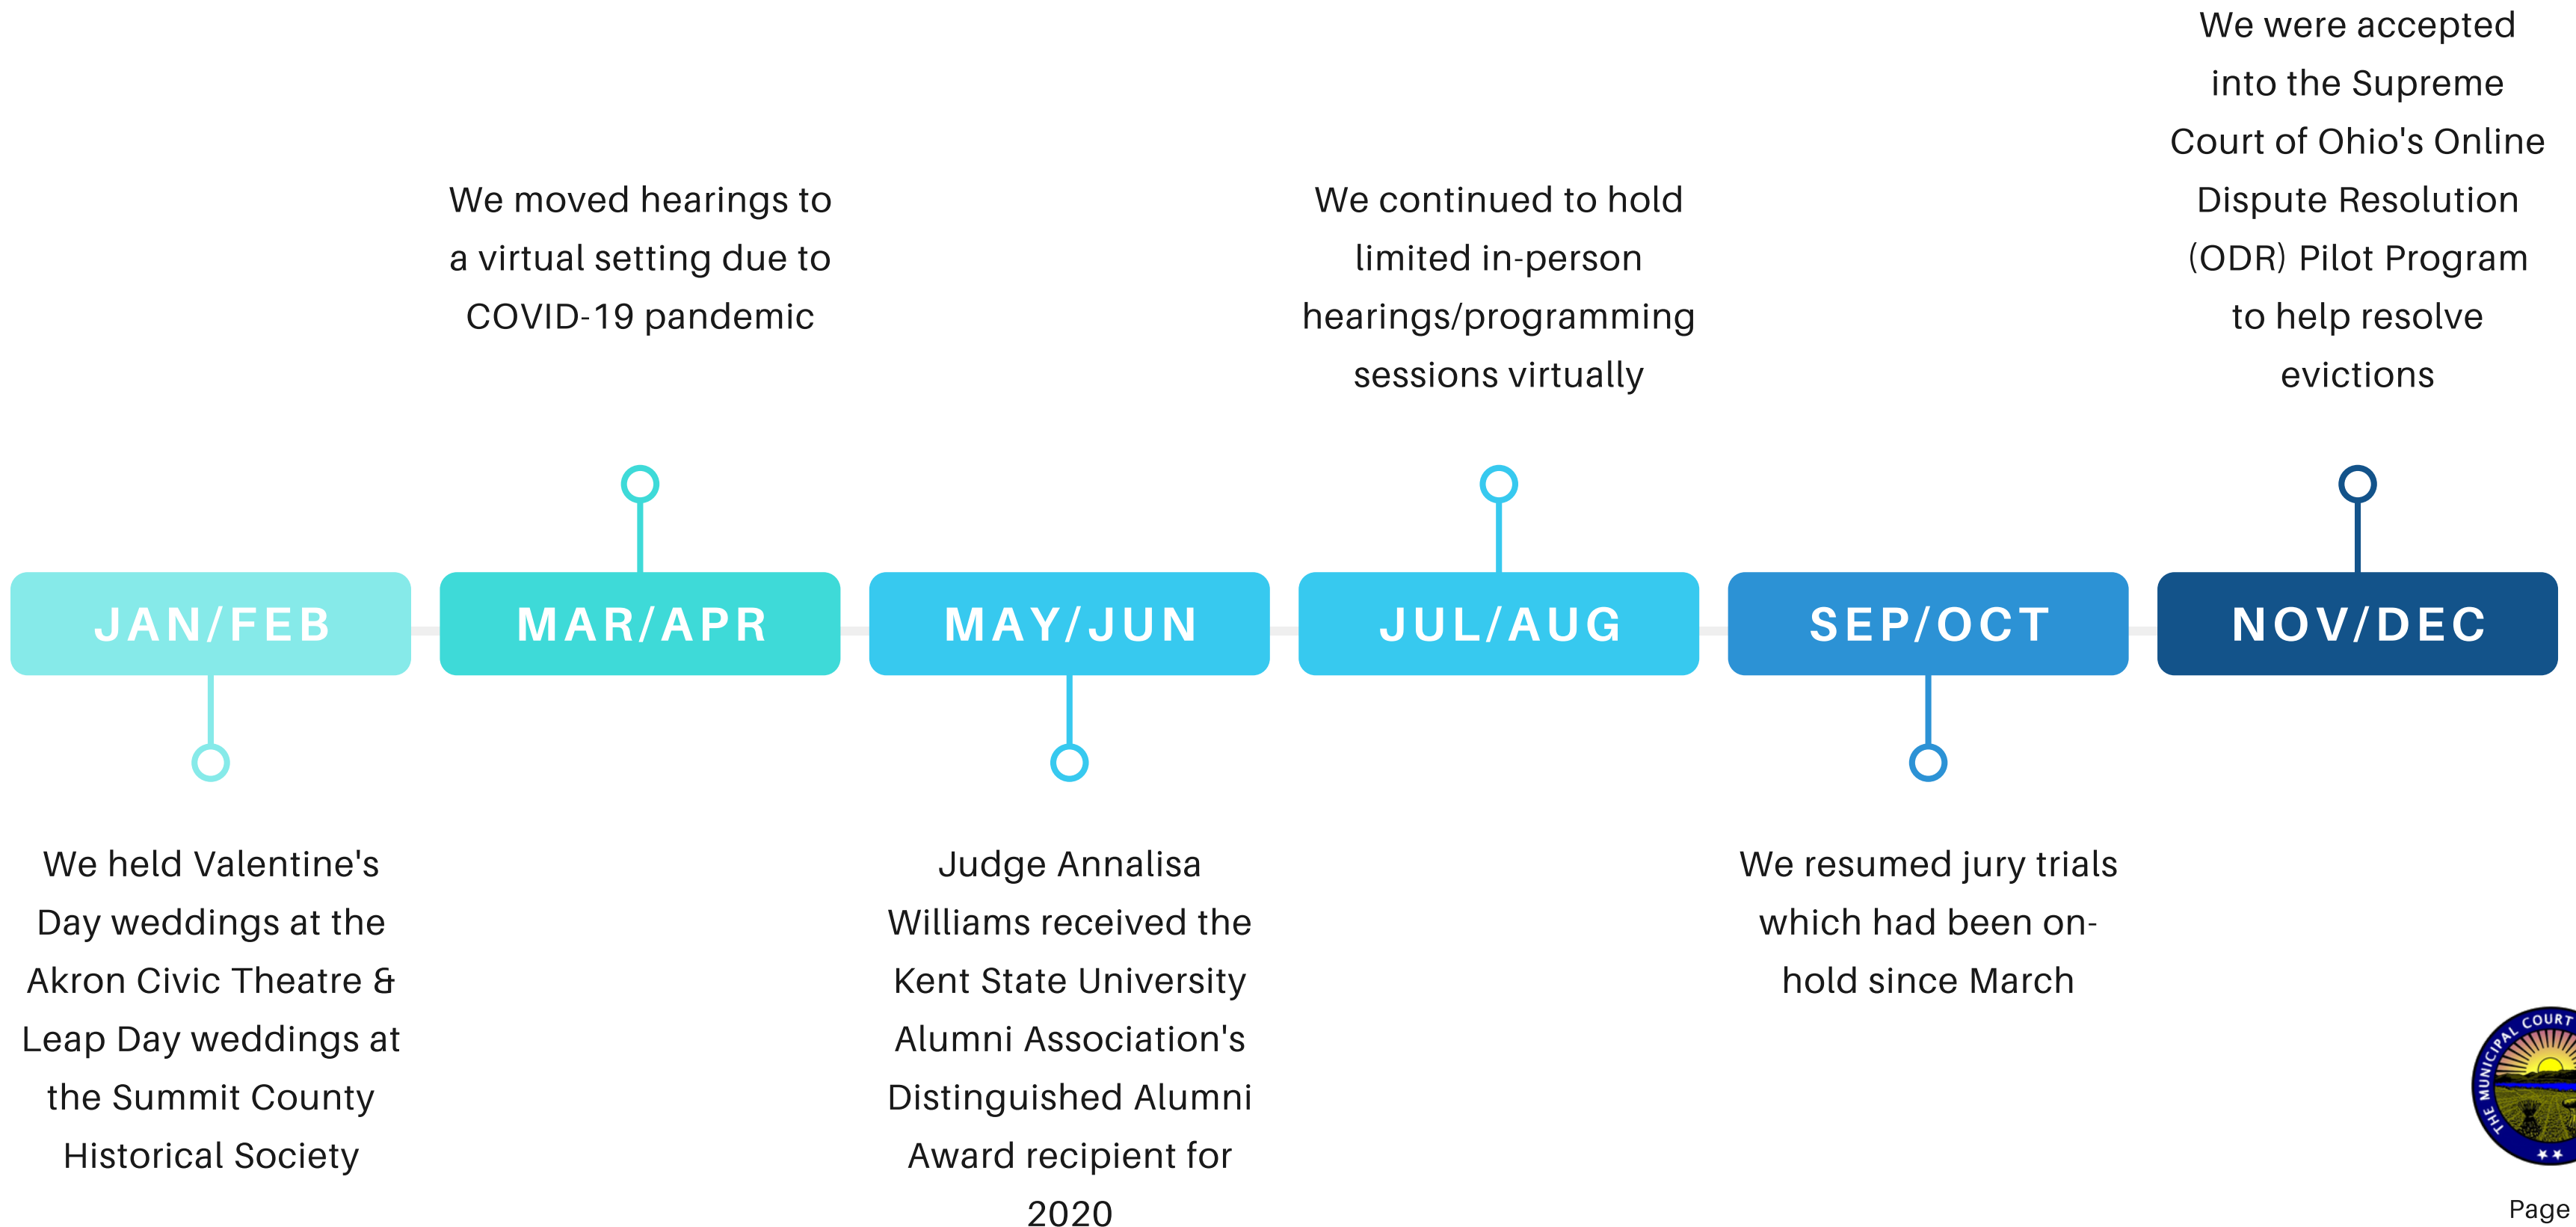 We were accepted
into the Supreme
Court of Ohio's Online
Dispute Resolution
(ODR) Pilot Program
to help resolve
evictions
We moved hearings to
a virtual setting due to
COVID-19 pandemic
We continued to hold
limited in-person
hearings/programming
sessions virtually
JAN/FEB
MAR/APR
MAY/JUN
JUL/AUG
SEP/OCT
NOV/DEC
We held Valentine's
Day weddings at the
Akron Civic Theatre &
Leap Day weddings at
the Summit County
Historical Society
Judge Annalisa
Williams received the
Kent State University
Alumni Association's
Distinguished Alumni
Award recipient for
2020
We resumed jury trials
which had been on-
hold since March
THE MUNICIPAL COURT
Page